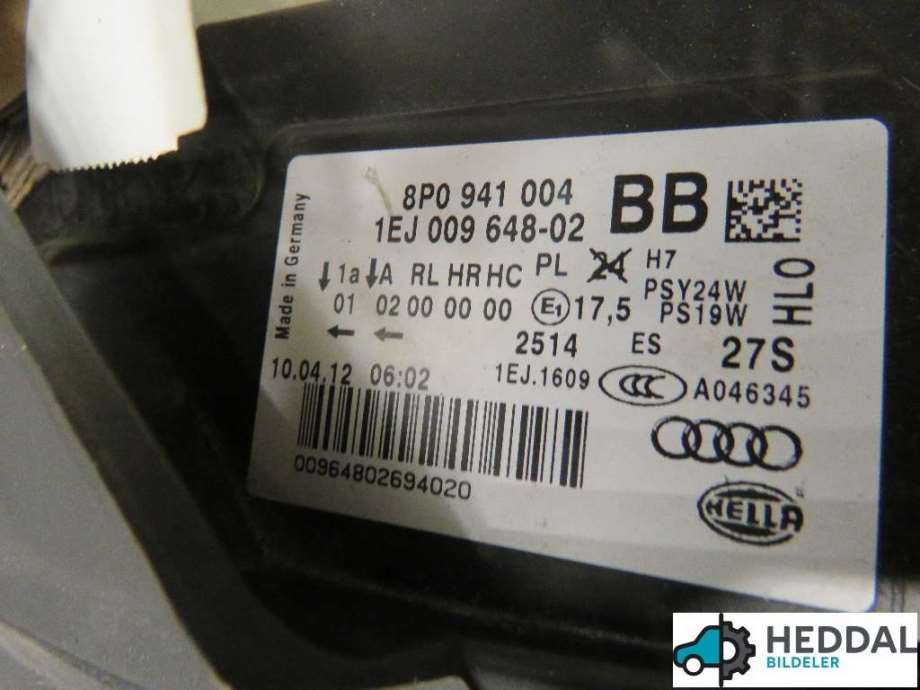 Made in Germany
8P0 941 004 BB
1EJ 009 648-02
1a A RL HR HC PL 24 H7
01 02 00 00 00 E1 17,5 PSY24W
PS19W
HL0
2514 ES 27S
10.04.12 06:02 1EJ.1609 CCC A046345
00964802694020
HELLA
HEDDAL
BILDELER